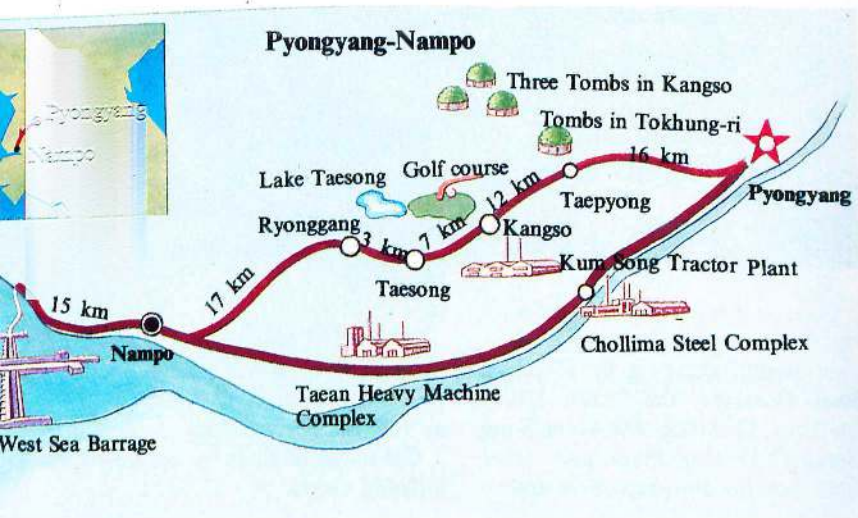 Pyongyang-Nampo
Three Tombs in Kangso
Tombs in Tokhung-ri
16 km
Pyongyang
Nampo
Lake Taesong
Golf course
12 km
Taepyong
Pyongyang
Ryonggang
3 km
7 km
Kangso
Taesong
Kum Song Tractor Plant
17 km
15 km
Nampo
Chollima Steel Complex
Taean Heavy Machine
Complex
West Sea Barrage